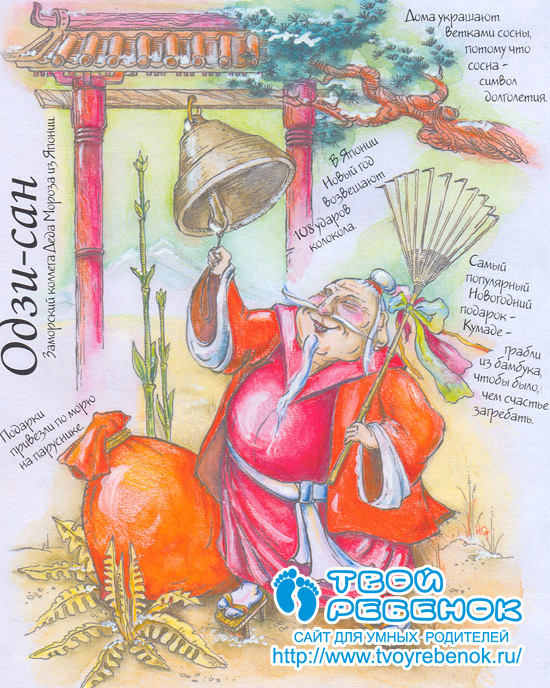 Одзи-сан
Заморский коллега Деда Мороза из Японии.
Дома украшают
ветками сосны,
потому что
сосна -
символ
долголетия.
В Японии
Новый год
возвещают
108 ударов
колокола.
Самый
популярный
Новогодний
подарок -
Кумаде -
грабли
из бамбука,
чтобы было,
чем счастье
загребать.
Подарки
привезли по морю
на паруснике
ТВОЙ
РЕБЕНОК
САЙТ ДЛЯ УМНЫХ РОДИТЕЛЕЙ
http://www.tvoyrebenok.ru/